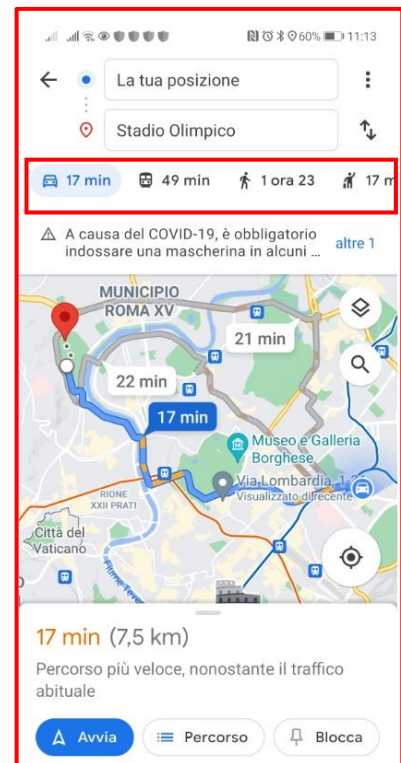 60% 11:13
La tua posizione
Stadio Olimpico
17 min 49 min 1 ora 23 17 m
A causa del COVID-19, è obbligatorio
indossare una mascherina in alcuni ... altre 1
MUNICIPIO
ROMA XV
21 min
22 min
17 min
Museo e Galleria
Borghese
Via Lombardia, 1
Visualizzato di recente
RIONE
XXII PRATI
Città del
Vaticano
Fiume Tevere
17 min (7,5 km)
Percorso più veloce, nonostante il traffico
abituale
Avvia Percorso Blocca